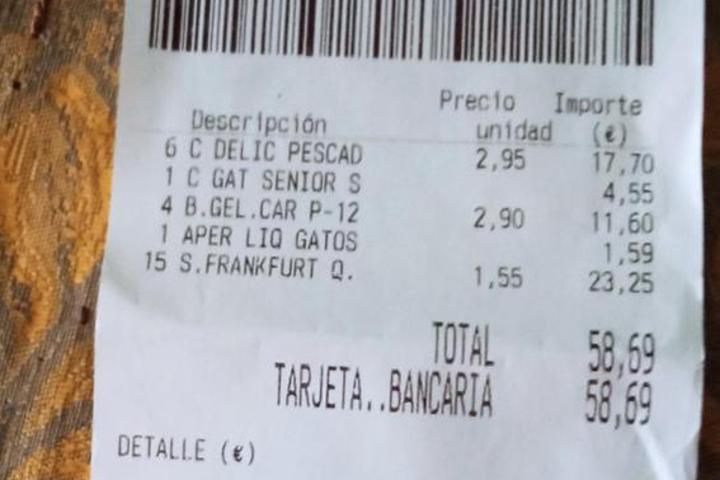 Precio Importe
Descripción unidad (€)
6 C DELIC PESCAD 2,95 17,70
1 C GAT SENIOR S 4,55
4 B.GEL.CAR P-12 2,90 11,60
1 APER LIQ GATOS 1,59
15 S.FRANKFURT Q. 1,55 23,25
TOTAL 58,69
TARJETA..BANCARIA 58,69
DETALLE (€)